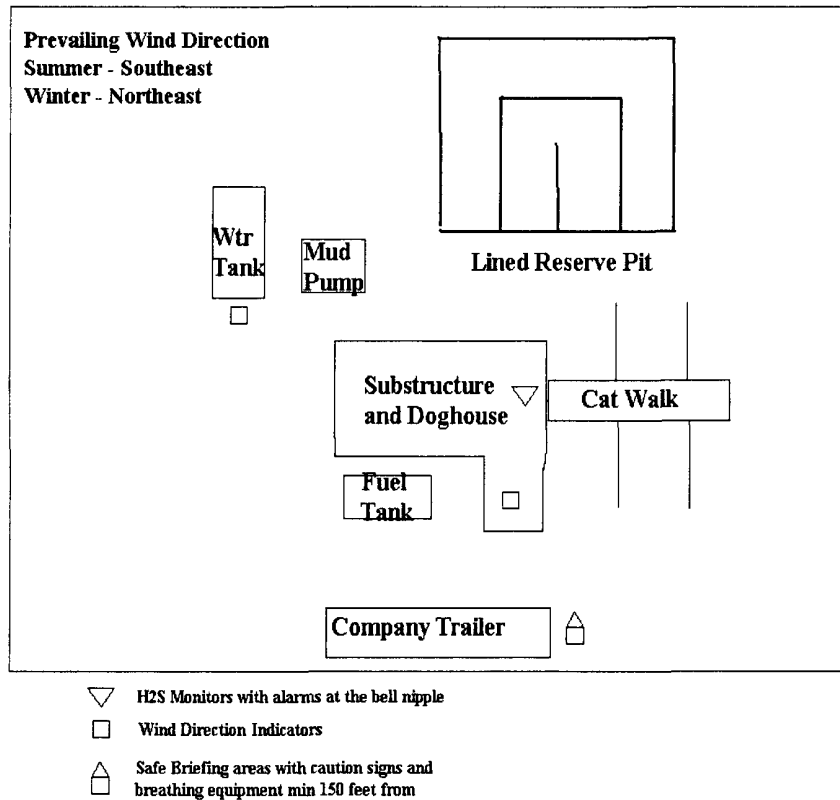 Prevailing Wind Direction
Summer - Southeast
Winter - Northeast
Wtr
Tank
Mud
Pump
Lined Reserve Pit
Substructure
and Doghouse
Cat Walk
Fuel
Tank
Company Trailer
H2S Monitors with alarms at the bell nipple
Wind Direction Indicators
Safe Briefing areas with caution signs and
breathing equipment min 150 feet from